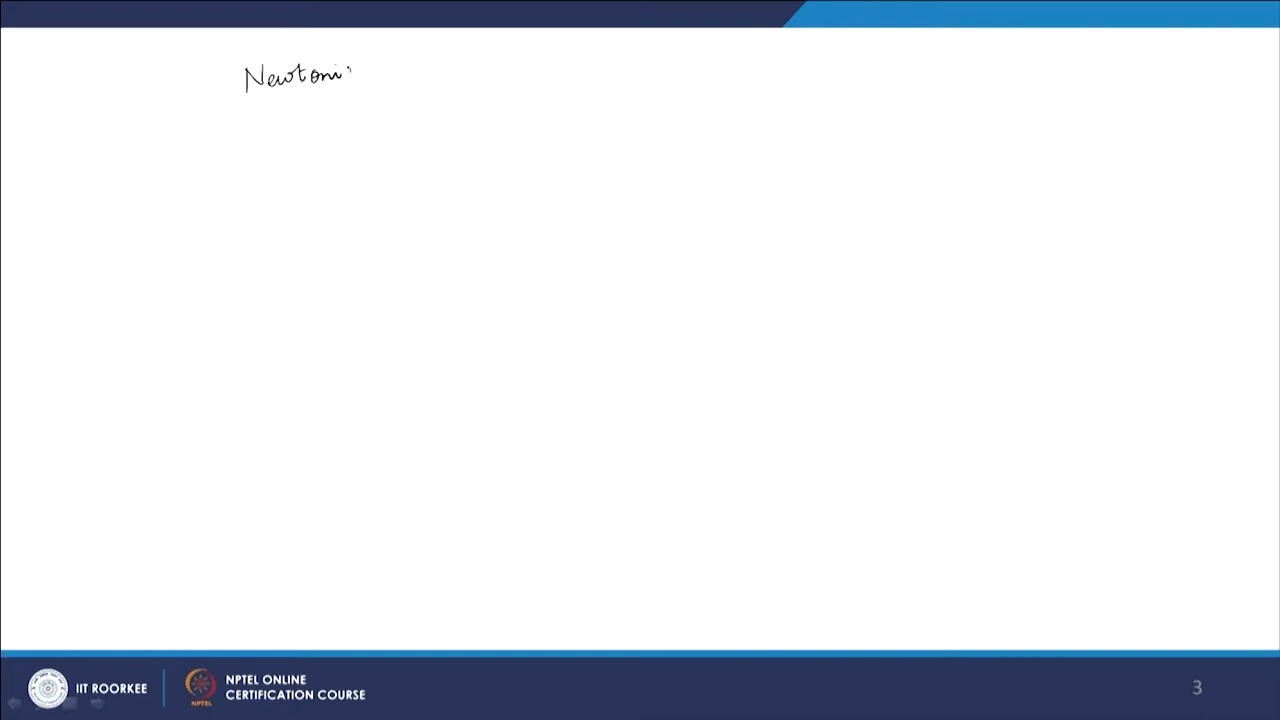 Newtoni
IIT ROORKEE
NPTEL
NPTEL ONLINE
CERTIFICATION COURSE
3